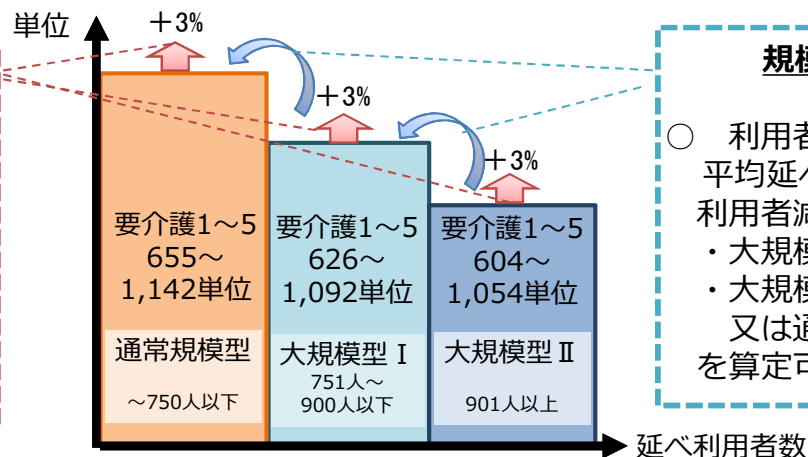 単位
+3%
+3%
+3%
要介護1~5
655~
1,142単位
通常規模型
~750人以下
要介護1~5
626~
1,092単位
大規模型Ⅰ
751人~
900人以下
要介護1~5
604~
1,054単位
大規模型Ⅱ
901人以上
延べ利用者数
規模
○ 利用者
平均延べ
利用者減
・大規模
・大規模
又は通
を算定可